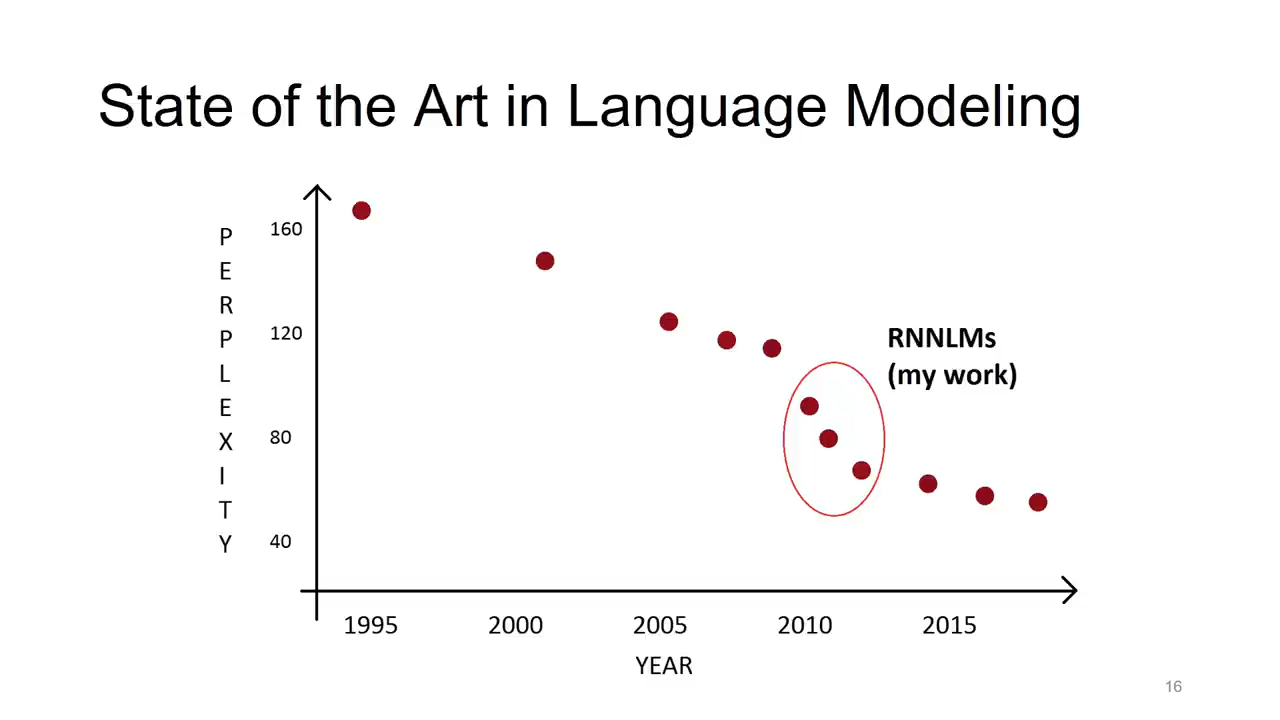 State of the Art in Language Modeling
PERPLEXITY
160
120
80
40
RNNLMs
(my work)
1995 2000 2005 2010 2015
YEAR
16